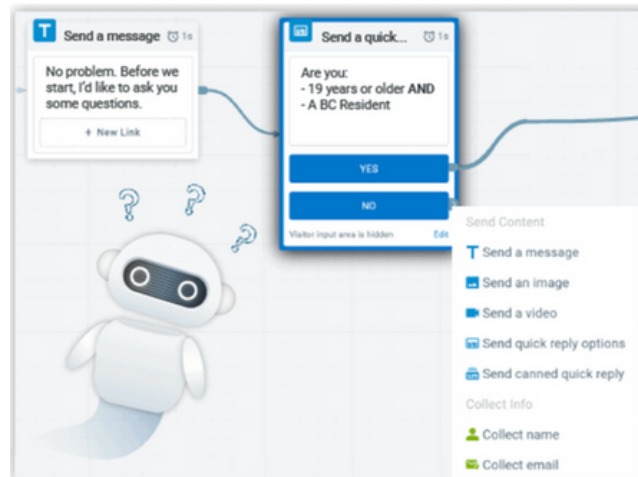 T Send a message 1s
No problem. Before we
start, I'd like to ask you
some questions.
+ New Link
Send a quick... 1s
Are you:
- 19 years or older AND
- A BC Resident
YES
NO
Visitor input area is hidden Edit
? ? ?
Send Content
T Send a message
Send an image
Send a video
Send quick reply options
Send canned quick reply
Collect Info
Collect name
Collect email